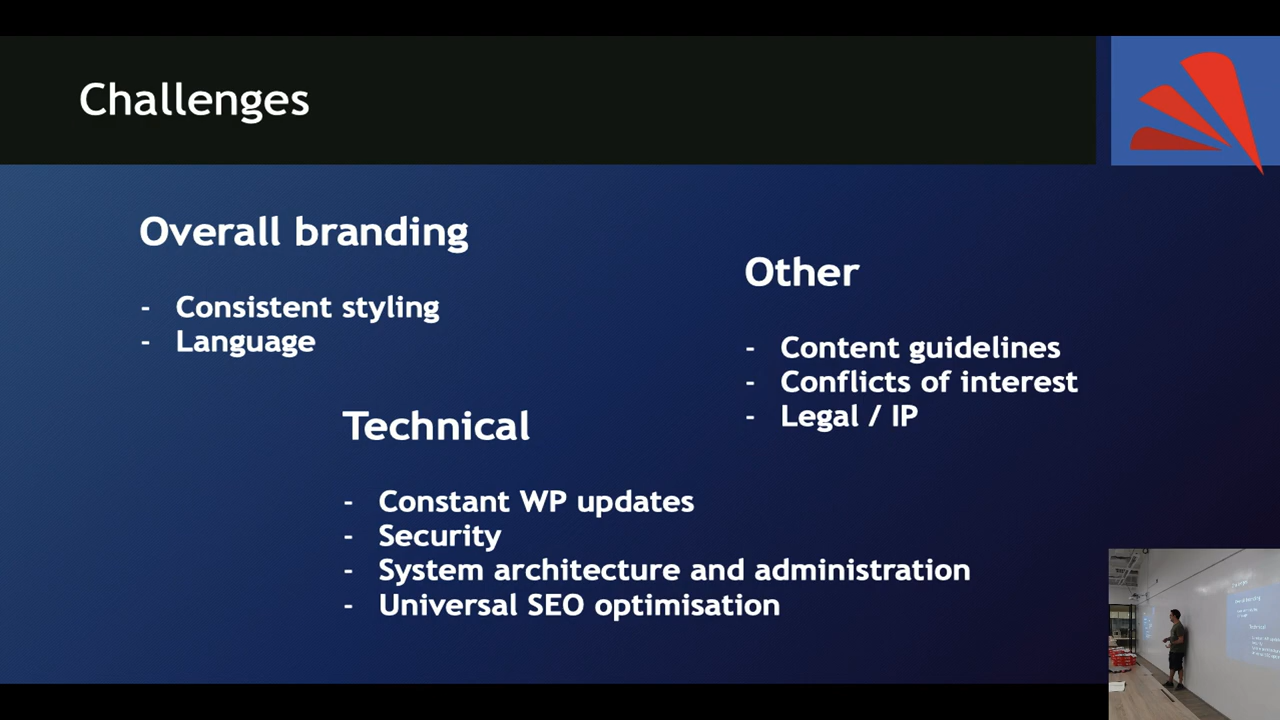 Challenges
Overall branding
- Consistent styling
- Language
Other
- Content guidelines
- Conflicts of interest
- Legal / IP
Technical
- Constant WP updates
- Security
- System architecture and administration
- Universal SEO optimisation